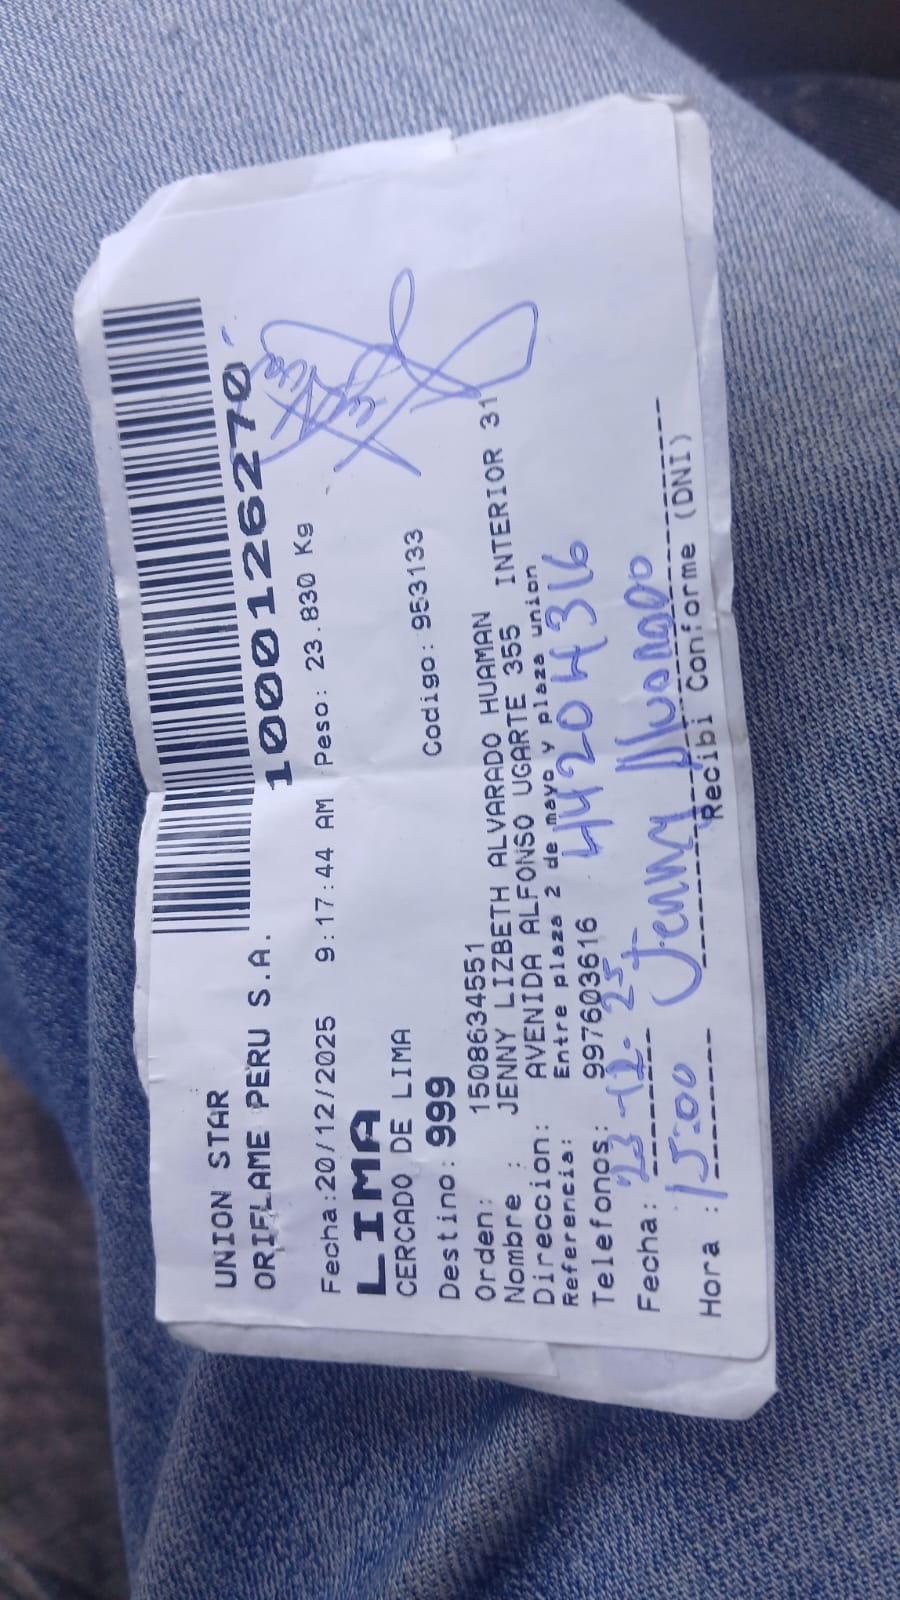 UNION STAR
ORIFLAME PERU S.A.
1000126270
Fecha:20/12/2025 9:17:44 AM Peso: 23.830 Kg
LIMA
CERCADO DE LIMA
Destino: 999 Codigo: 953133
Orden: 1508634551
Nombre : JENNY LIZBETH ALVARADO HUAMAN
Direccion: AVENIDA ALFONSO UGARTE 355 INTERIOR 31
Referencia: Entre plaza 2 de mayo y plaza union
Telefonos: 997603616 44204316
Fecha: 23-12-25 Jenny Alvarado
Hora : 15:00 Recibi Conforme (DNI)